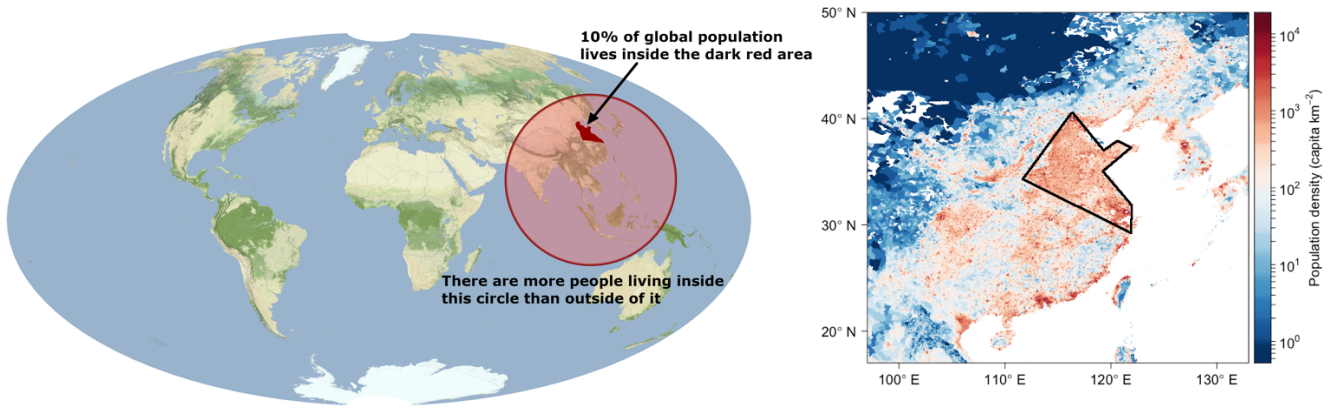 10% of global population
lives inside the dark red area
There are more people living inside
this circle than outside of it
50° N
40° N
30° N
20° N
100° E
110° E
120° E
130° E
10⁴
10³
10²
10¹
10⁰
Population density (capita km⁻²)